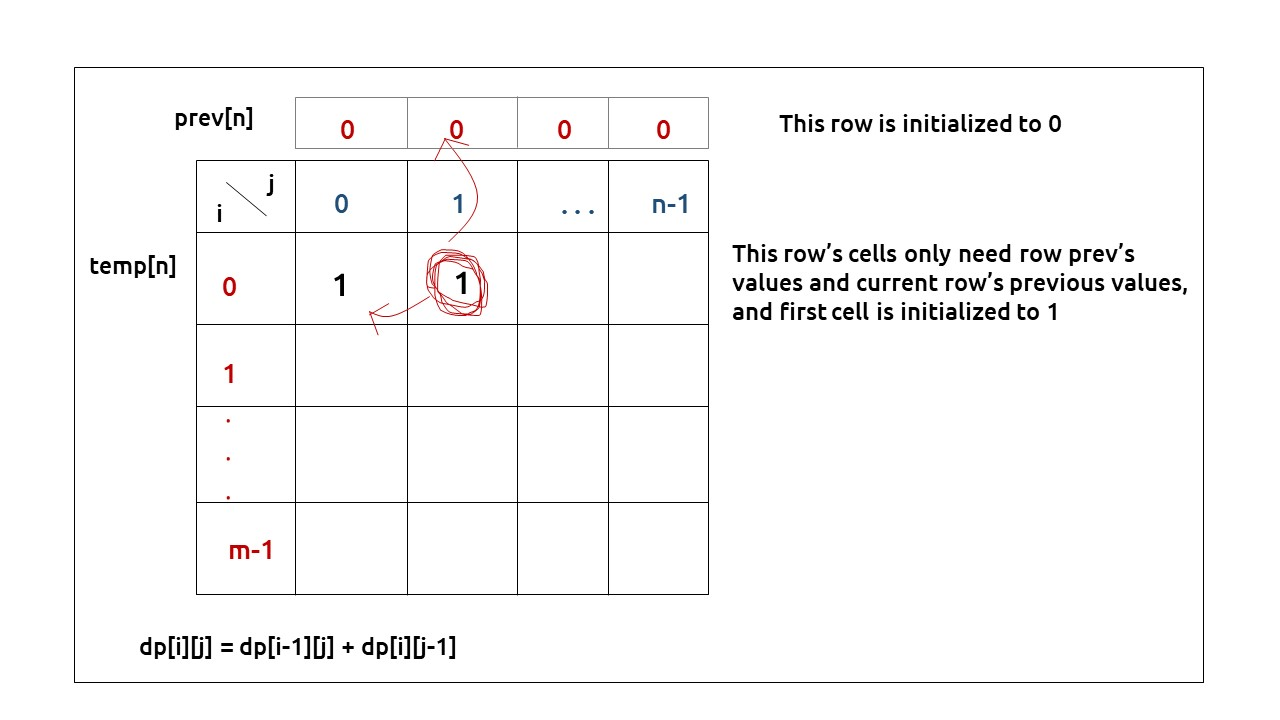 prev[n] 0 0 0 0 This row is initialized to 0
j
i 0 1 ... n-1
temp[n] 0 1 1
This row's cells only need row prev's
values and current row's previous values,
and first cell is initialized to 1
1
.
.
.
m-1
dp[i][j] = dp[i-1][j] + dp[i][j-1]